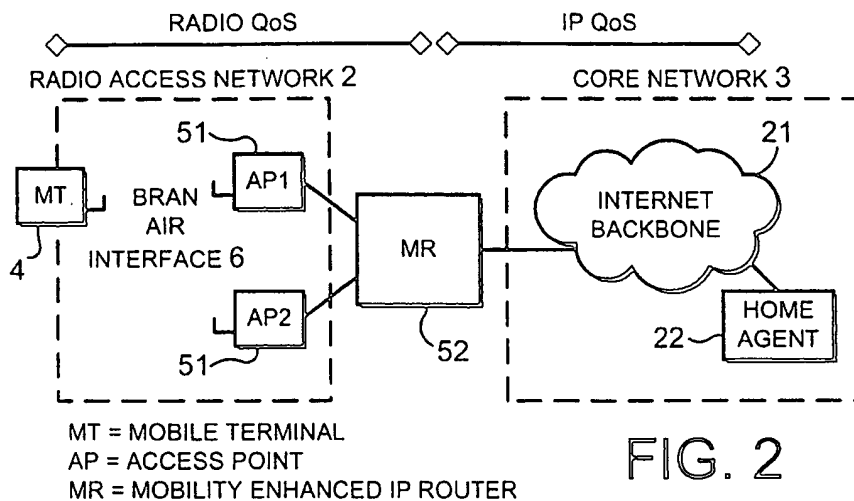 RADIO QoS
IP QoS
RADIO ACCESS NETWORK 2
CORE NETWORK 3
51
21
MT
AP1
BRAN
AIR
INTERFACE 6
4
MR
INTERNET
BACKBONE
AP2
51
52
HOME
AGENT
22
MT = MOBILE TERMINAL
AP = ACCESS POINT
MR = MOBILITY ENHANCED IP ROUTER
FIG. 2